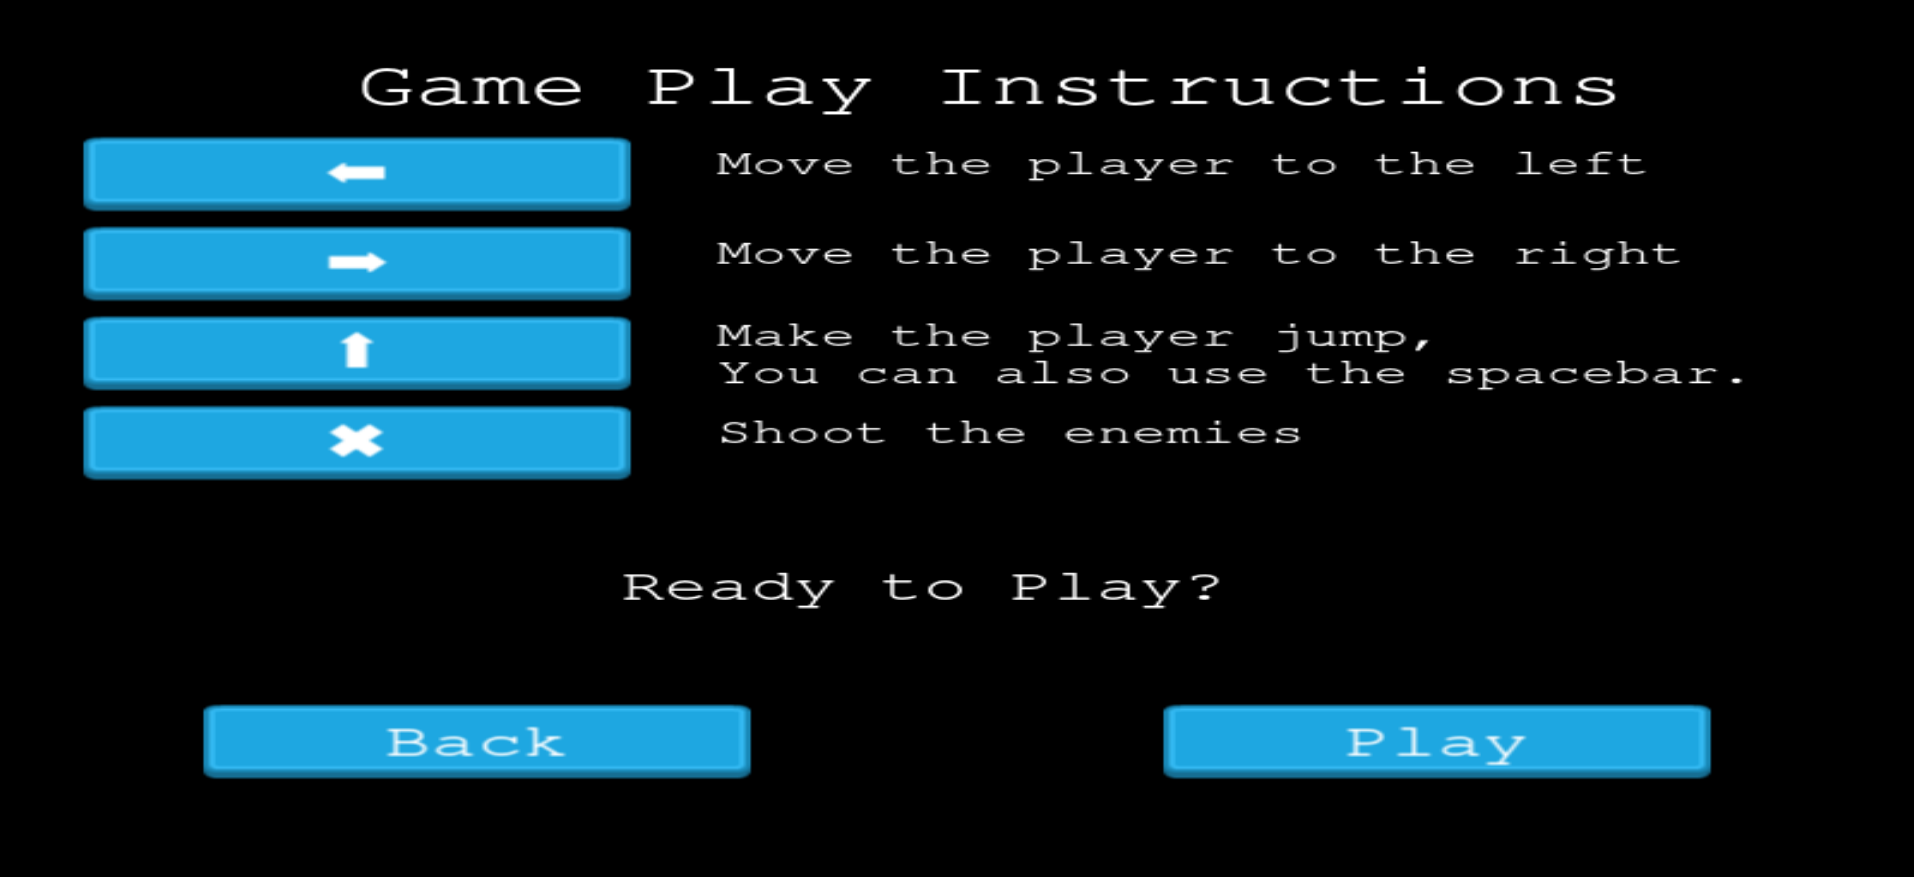 Game Play Instructions
Move the player to the left
Move the player to the right
Make the player jump,
You can also use the spacebar.
Shoot the enemies
Ready to Play?
Back
Play